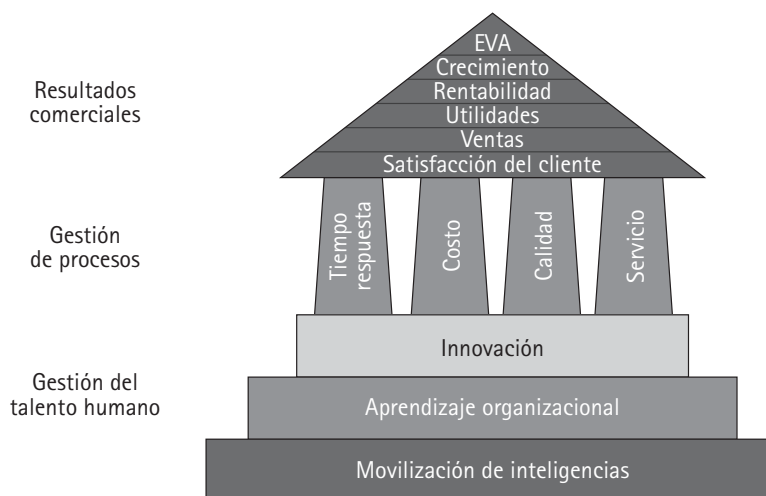 EVA
Crecimiento
Rentabilidad
Utilidades
Ventas
Satisfacción del cliente
Resultados
comerciales
Tiempo
respuesta
Costo
Calidad
Servicio
Gestión
de procesos
Innovación
Gestión del
talento humano
Aprendizaje organizacional
Movilización de inteligencias